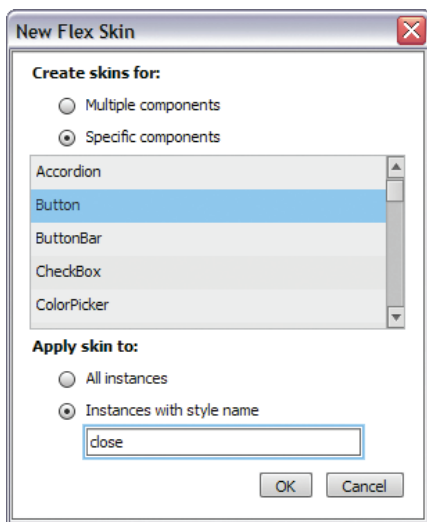 New Flex Skin
Create skins for:
Multiple components
Specific components
Accordion
Button
ButtonBar
CheckBox
ColorPicker
Apply skin to:
All instances
Instances with style name
close
OK Cancel